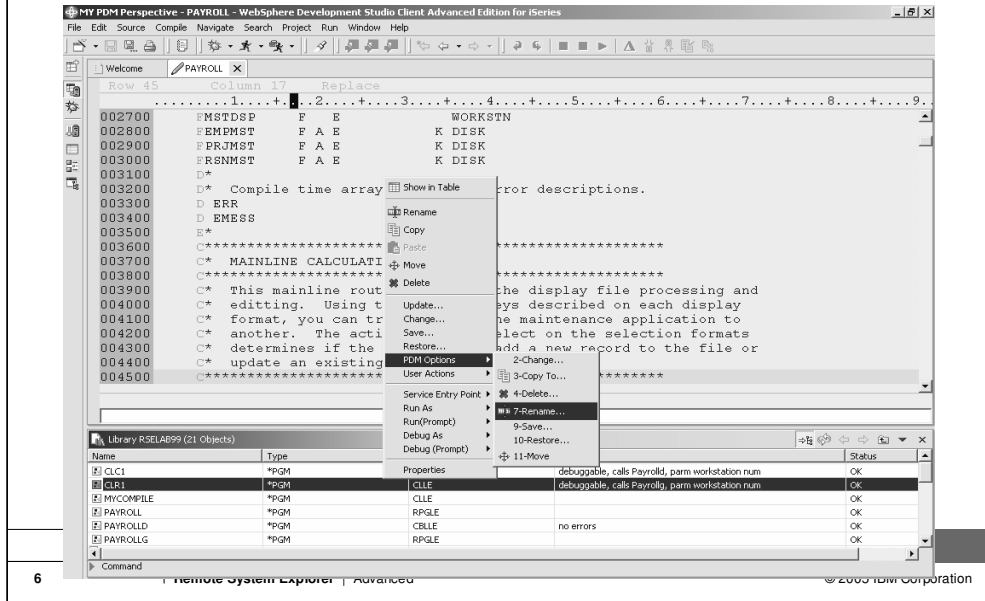 MY PDM Perspective - PAYROLL - WebSphere Development Studio Client Advanced Edition for iSeries
File Edit Source Compile Navigate Search Project Run Window Help
Welcome PAYROLL
Row 45 Column 17 Replace
.........1....+....2....+....3....+....4....+....5....+....6....+....7....+....8....+....9..
002700 FMSTDSP F E WORKSTN
002800 FEMPMST F A E K DISK
002900 FPRJMST F A E K DISK
003000 FRSNMST F A E K DISK
003100 D*
003200 D* Compile time array rror descriptions.
003300 D ERR
003400 D EMESS
003500 E*
003600 C********************* *******************
003700 C* MAINLINE CALCULATI
003800 C********************* *******************
003900 C* This mainline rout the display file processing and
004000 C* editting. Using t eys described on each display
004100 C* format, you can tr he maintenance application to
004200 C* another. The acti elect on the selection formats
004300 C* determines if the add a new record to the file or
004400 C* update an existing
004500 C********************* *******************
Show in Table
Rename
Copy
Paste
Move
Delete
Update...
Change...
Save...
Restore...
PDM Options
User Actions
Service Entry Point
Run As
Run(Prompt)
Debug As
Debug (Prompt)
Properties
2-Change...
3-Copy To...
4-Delete...
7-Rename...
9-Save...
10-Restore...
11-Move
Library RSELAB99 (21 Objects)
Name Type Status
CLC1 *PGM debuggable, calls Payrolld, parm workstation num OK
CLR1 *PGM CLLE debuggable, calls Payrollg, parm workstation num OK
MYCOMPILE *PGM CLLE OK
PAYROLL *PGM RPGLE OK
PAYROLLD *PGM CBLLE no errors OK
PAYROLLG *PGM RPGLE OK
Command
6 Remote System Explorer | Advanced © 2005 IBM Corporation